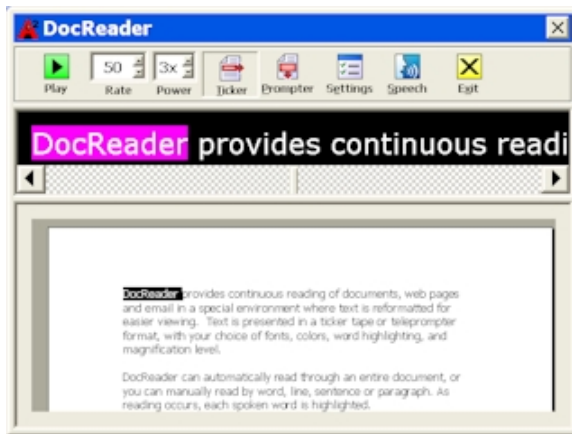 DocReader
50 3x
Play Rate Power Ticker Prompter Settings Speech Exit
DocReader provides continuous readi
DocReader provides continuous reading of documents, web pages
and email in a special environment where text is reformatted for
easier viewing. Text is presented in a ticker tape or teleprompter
format, with your choice of fonts, colors, word highlighting, and
magnification level.
DocReader can automatically read through an entire document, or
you can manually read by word, line, sentence or paragraph. As
reading occurs, each spoken word is highlighted.